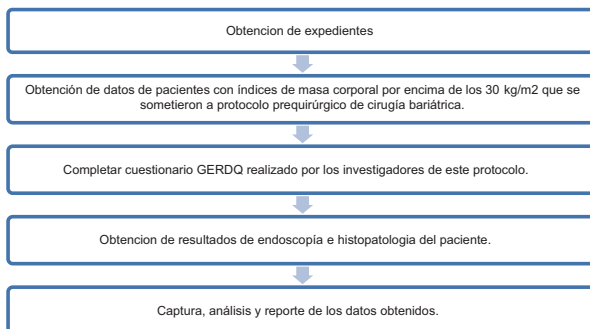 Obtencion de expedientes
Obtención de datos de pacientes con índices de masa corporal por encima de los 30 kg/m2 que se
sometieron a protocolo prequirúrgico de cirugía bariátrica.
Completar cuestionario GERDQ realizado por los investigadores de este protocolo.
Obtencion de resultados de endoscopía e histopatologia del paciente.
Captura, análisis y reporte de los datos obtenidos.